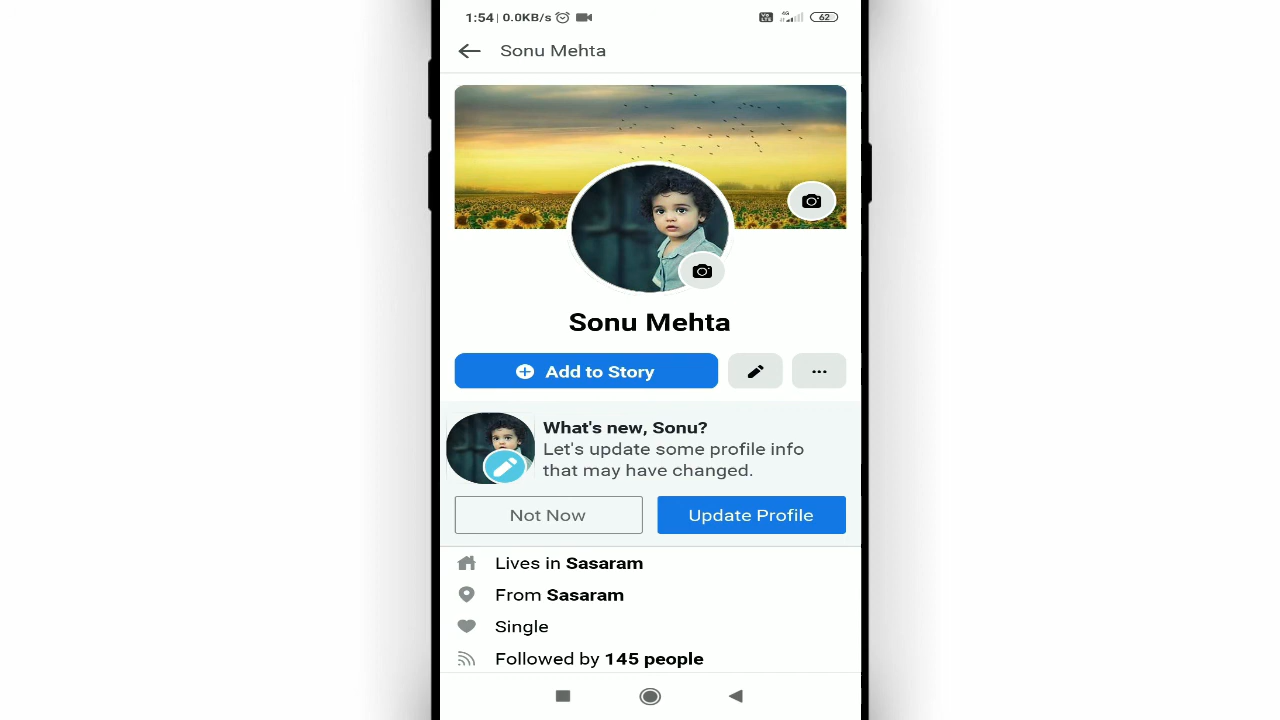 1:54 | 0.0KB/s 4G 62
Sonu Mehta
Sonu Mehta
Add to Story
What's new, Sonu?
Let's update some profile info
that may have changed.
Not Now
Update Profile
Lives in Sasaram
From Sasaram
Single
Followed by 145 people